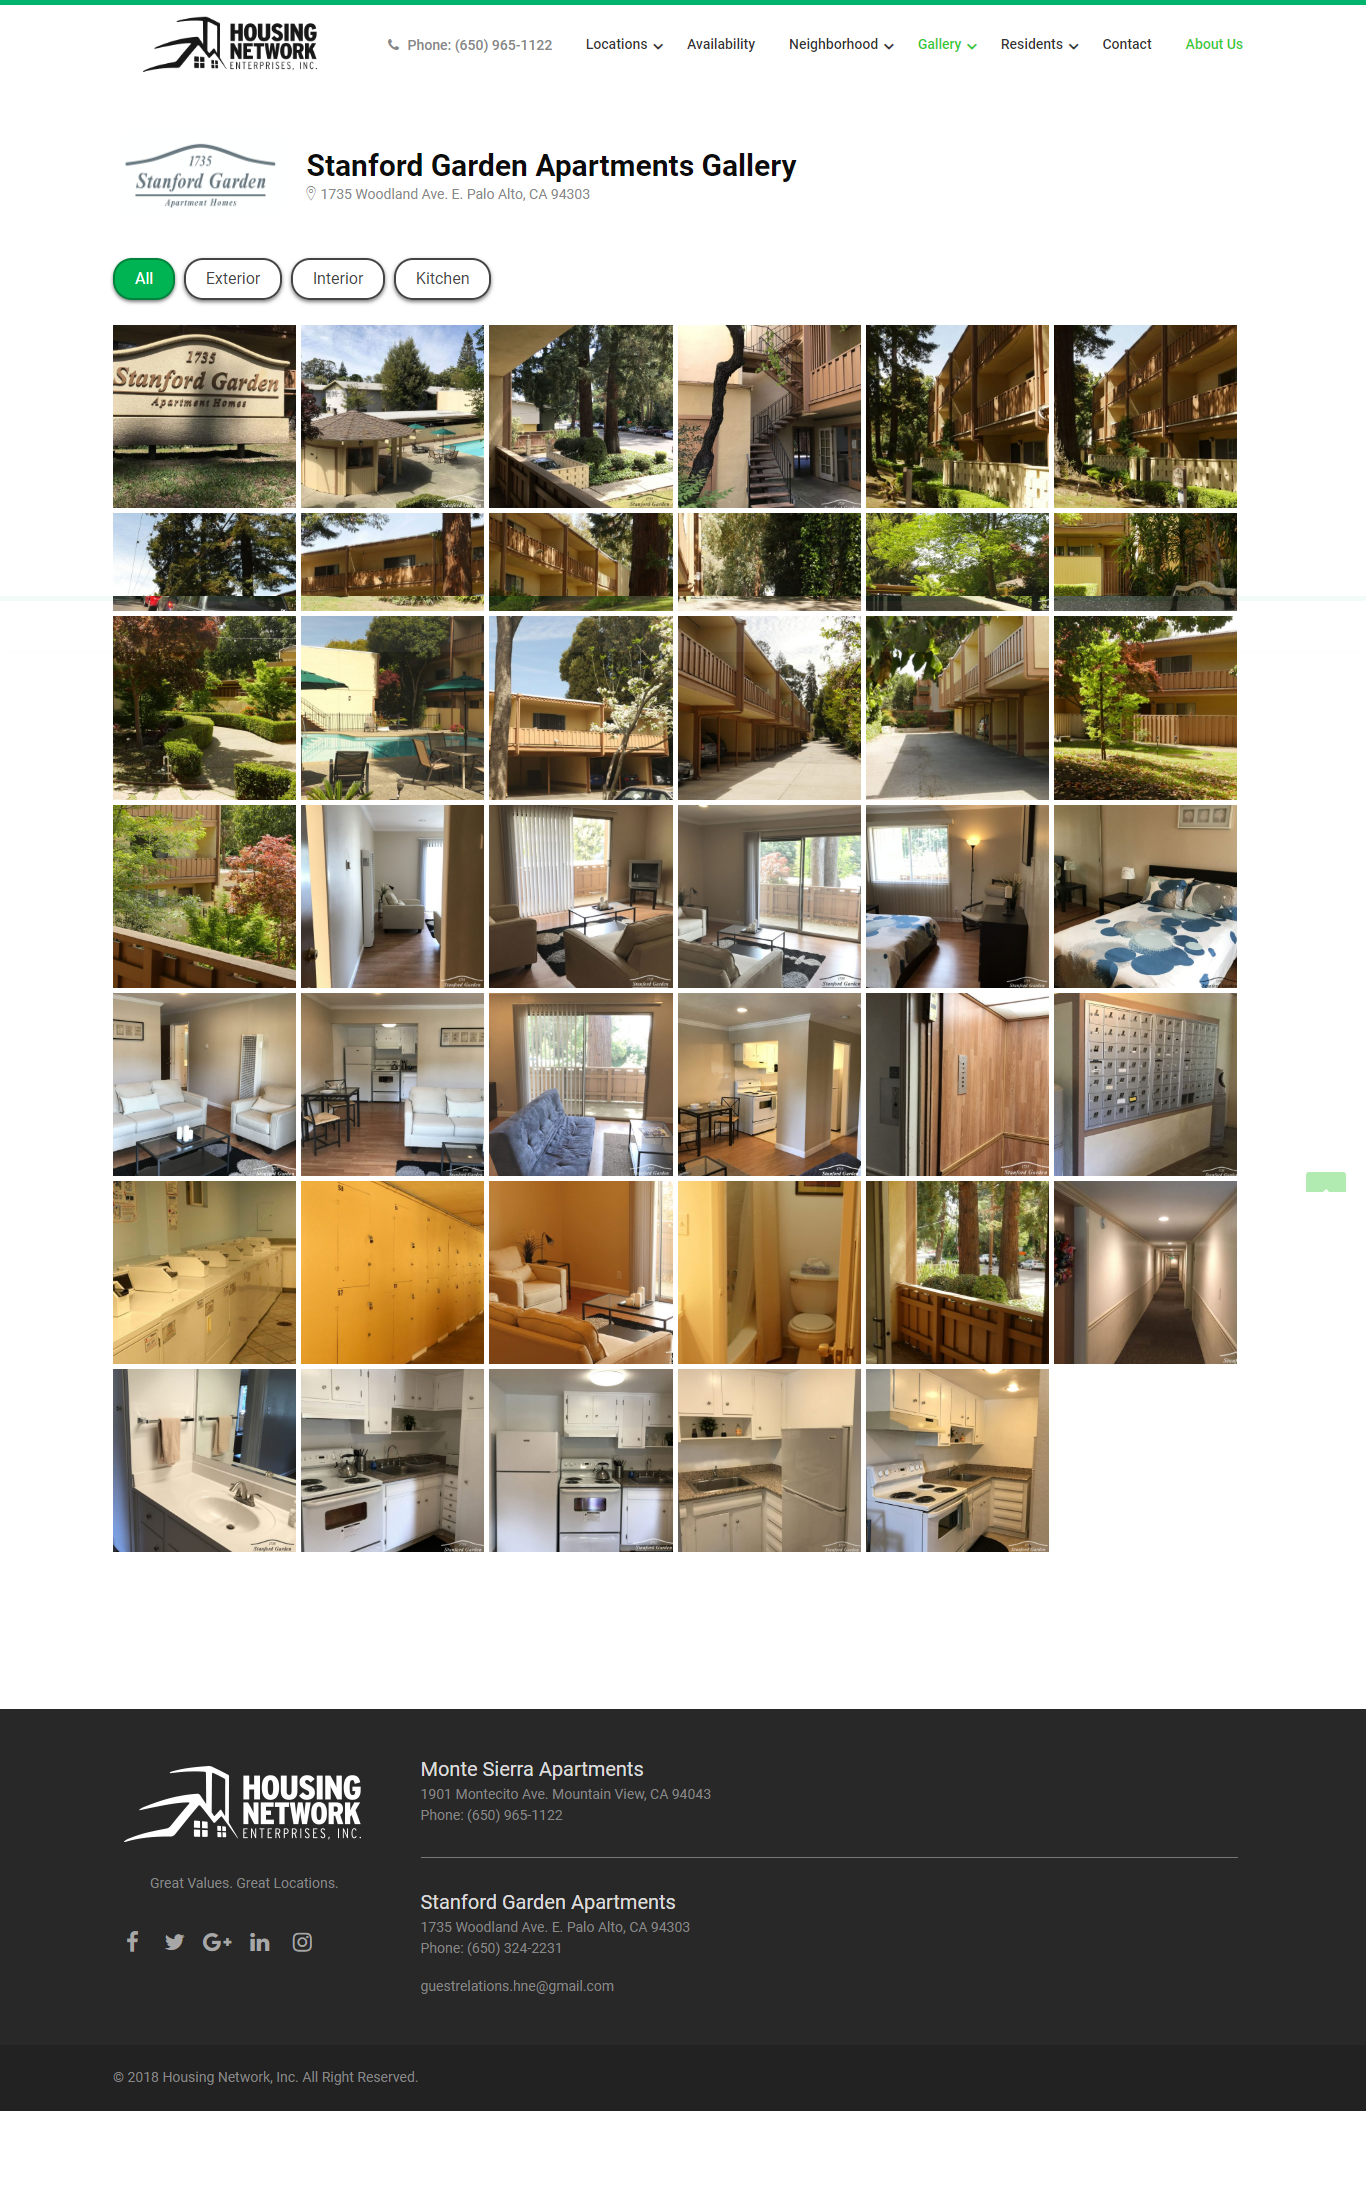 HOUSING
NETWORK
ENTERPRISES, INC.
Phone: (650) 965-1122
Locations
Availability
Neighborhood
Gallery
Residents
Contact
About Us
1735
Stanford Garden
Apartment Homes
Stanford Garden Apartments Gallery
1735 Woodland Ave. E. Palo Alto, CA 94303
All
Exterior
Interior
Kitchen
1735
Stanford Garden
Apartment Homes
HOUSING
NETWORK
ENTERPRISES, INC.
Great Values. Great Locations.
Monte Sierra Apartments
1901 Montecito Ave. Mountain View, CA 94043
Phone: (650) 965-1122
Stanford Garden Apartments
1735 Woodland Ave. E. Palo Alto, CA 94303
Phone: (650) 324-2231
guestrelations.hne@gmail.com
© 2018 Housing Network, Inc. All Right Reserved.